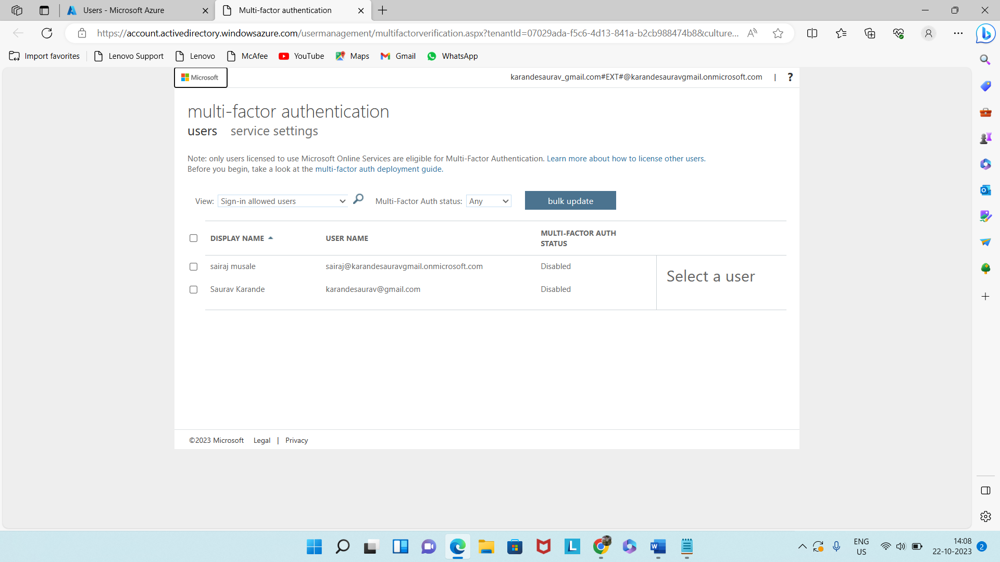 Users - Microsoft Azure
Multi-factor authentication
https://account.activedirectory.windowsazure.com/usermanagement/multifactorverification.aspx?tenantId=07029ada-f5c6-4d13-841a-b2cb988474b8&culture...
Import favorites
Lenovo Support
Lenovo
McAfee
YouTube
Maps
Gmail
WhatsApp
Microsoft
karandesaurav_gmail.com#EXT#@karandesauravgmail.onmicrosoft.com | ?
multi-factor authentication
users service settings
Note: only users licensed to use Microsoft Online Services are eligible for Multi-Factor Authentication. Learn more about how to license other users.
Before you begin, take a look at the multi-factor auth deployment guide.
View: Sign-in allowed users Multi-Factor Auth status: Any bulk update
DISPLAY NAME USER NAME MULTI-FACTOR AUTH
STATUS
sairaj musale sairaj@karandesauravgmail.onmicrosoft.com Disabled
Select a user
Saurav Karande karandesaurav@gmail.com Disabled
©2023 Microsoft Legal | Privacy
ENG
US
14:08
22-10-2023
2